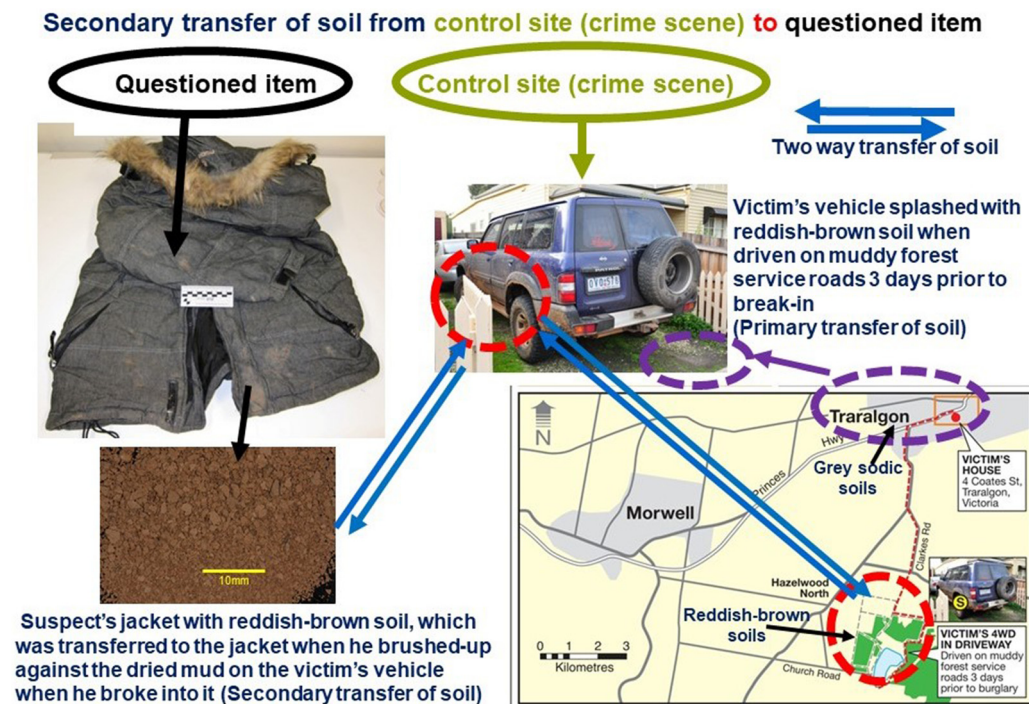 Secondary transfer of soil from control site (crime scene) to questioned item
Questioned item
Control site (crime scene)
Two way transfer of soil
Victim's vehicle splashed with
reddish-brown soil when
driven on muddy forest
service roads 3 days prior to
break-in
(Primary transfer of soil)
10mm
Suspect's jacket with reddish-brown soil, which
was transferred to the jacket when he brushed-up
against the dried mud on the victim's vehicle
when he broke into it (Secondary transfer of soil)
N
Traralgon
Hwy
Princes
Grey sodic
soils
VICTIM'S
HOUSE
4 Coates St,
Traralgon,
Victoria
Morwell
Clarkes Rd
Hazelwood
North
Reddish-brown
soils
S
VICTIM'S 4WD
IN DRIVEWAY
Driven on muddy
forest service
roads 3 days
prior to burglary
Church Road
0 1 2 3
Kilometres